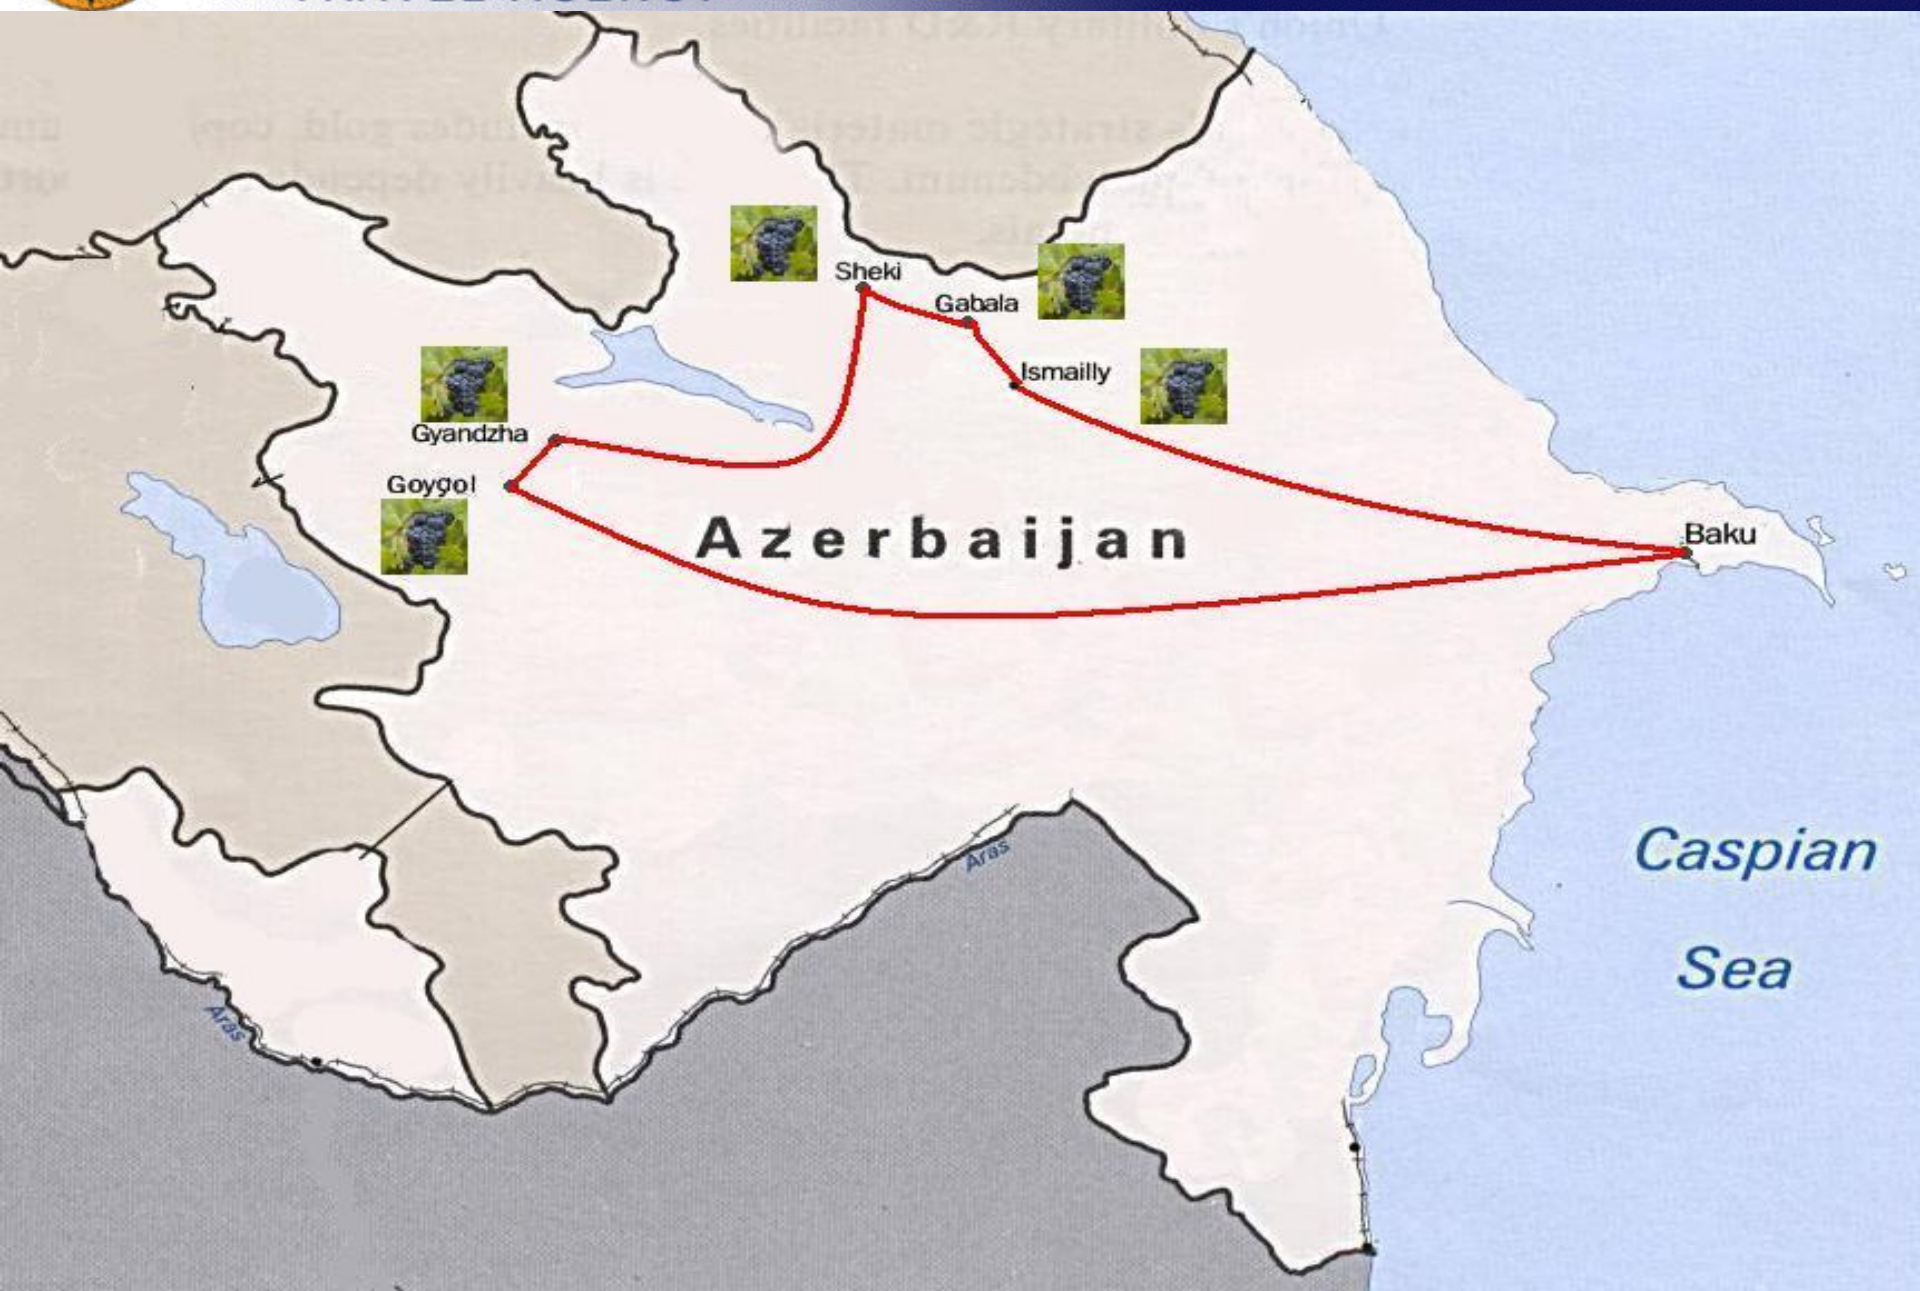 Sheki
Gabala
Ismailly
Gyandzha
Goygol
Azerbaijan
Baku
Caspian
Sea
Aras
Aras